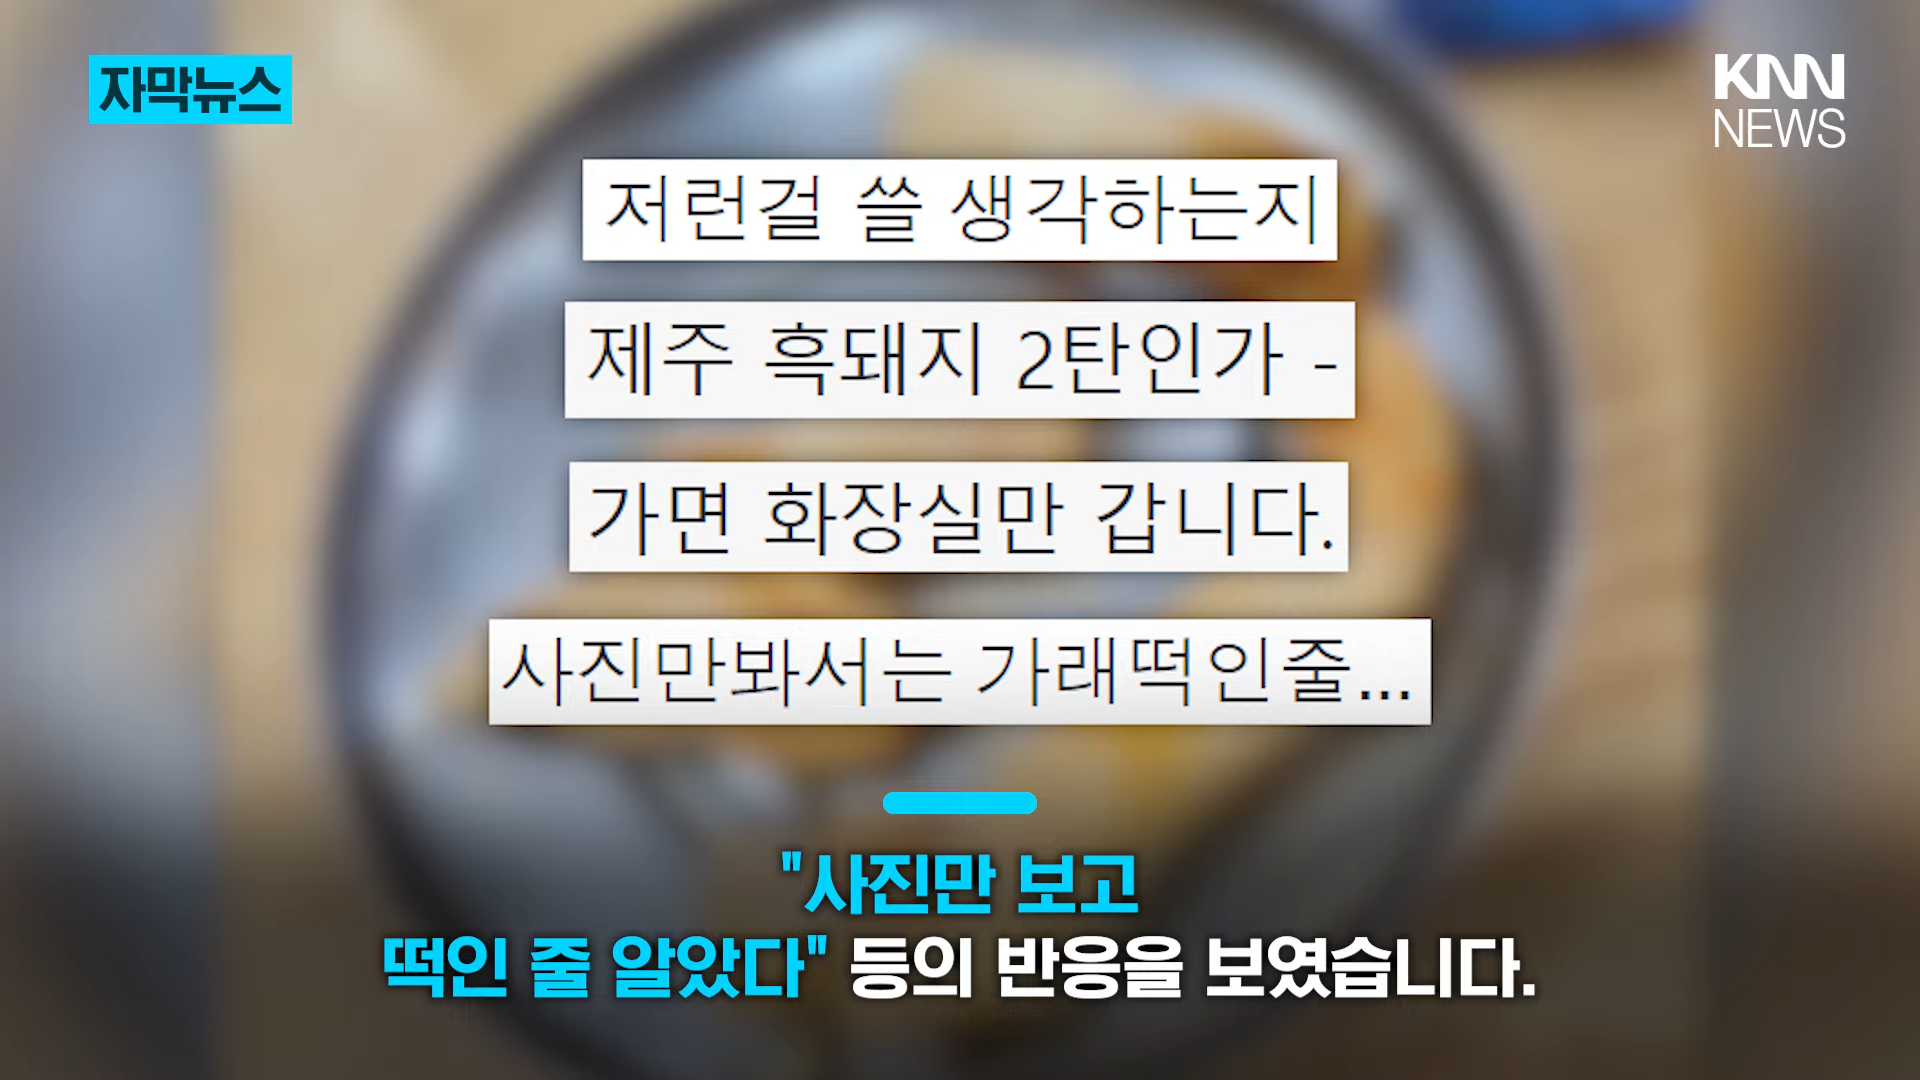 자막뉴스
KNN
NEWS
저런걸 쓸 생각하는지
제주 흑돼지 2탄인가 -
가면 화장실만 갑니다.
사진만봐서는 가래떡인줄...
"사진만 보고
떡인 줄 알았다" 등의 반응을 보였습니다.